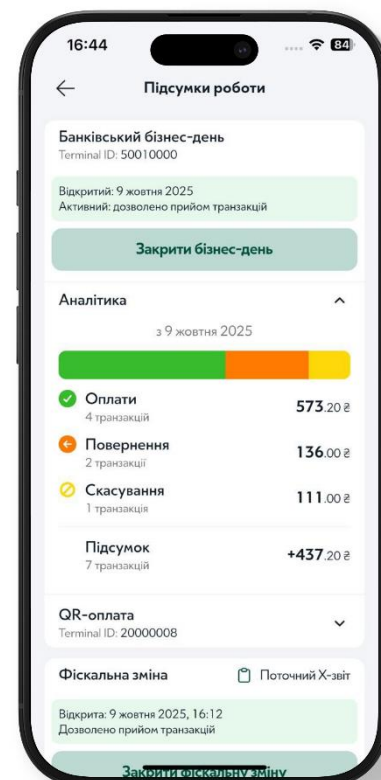 16:44
84
Підсумки роботи
Банківський бізнес-день
Terminal ID: 50010000
Відкритий: 9 жовтня 2025
Активний: дозволено прийом транзакцій
Закрити бізнес-день
Аналітика
з 9 жовтня 2025
Оплати
573.20 ₴
4 транзакцій
Повернення
136.00 ₴
2 транзакції
Скасування
111.00 ₴
1 транзакція
Підсумок
+437.20 ₴
7 транзакцій
QR-оплата
Terminal ID: 20000008
Фіскальна зміна
Поточний X-звіт
Відкрита: 9 жовтня 2025, 16:12
Дозволено прийом транзакцій
Закрити фіскальну зміну